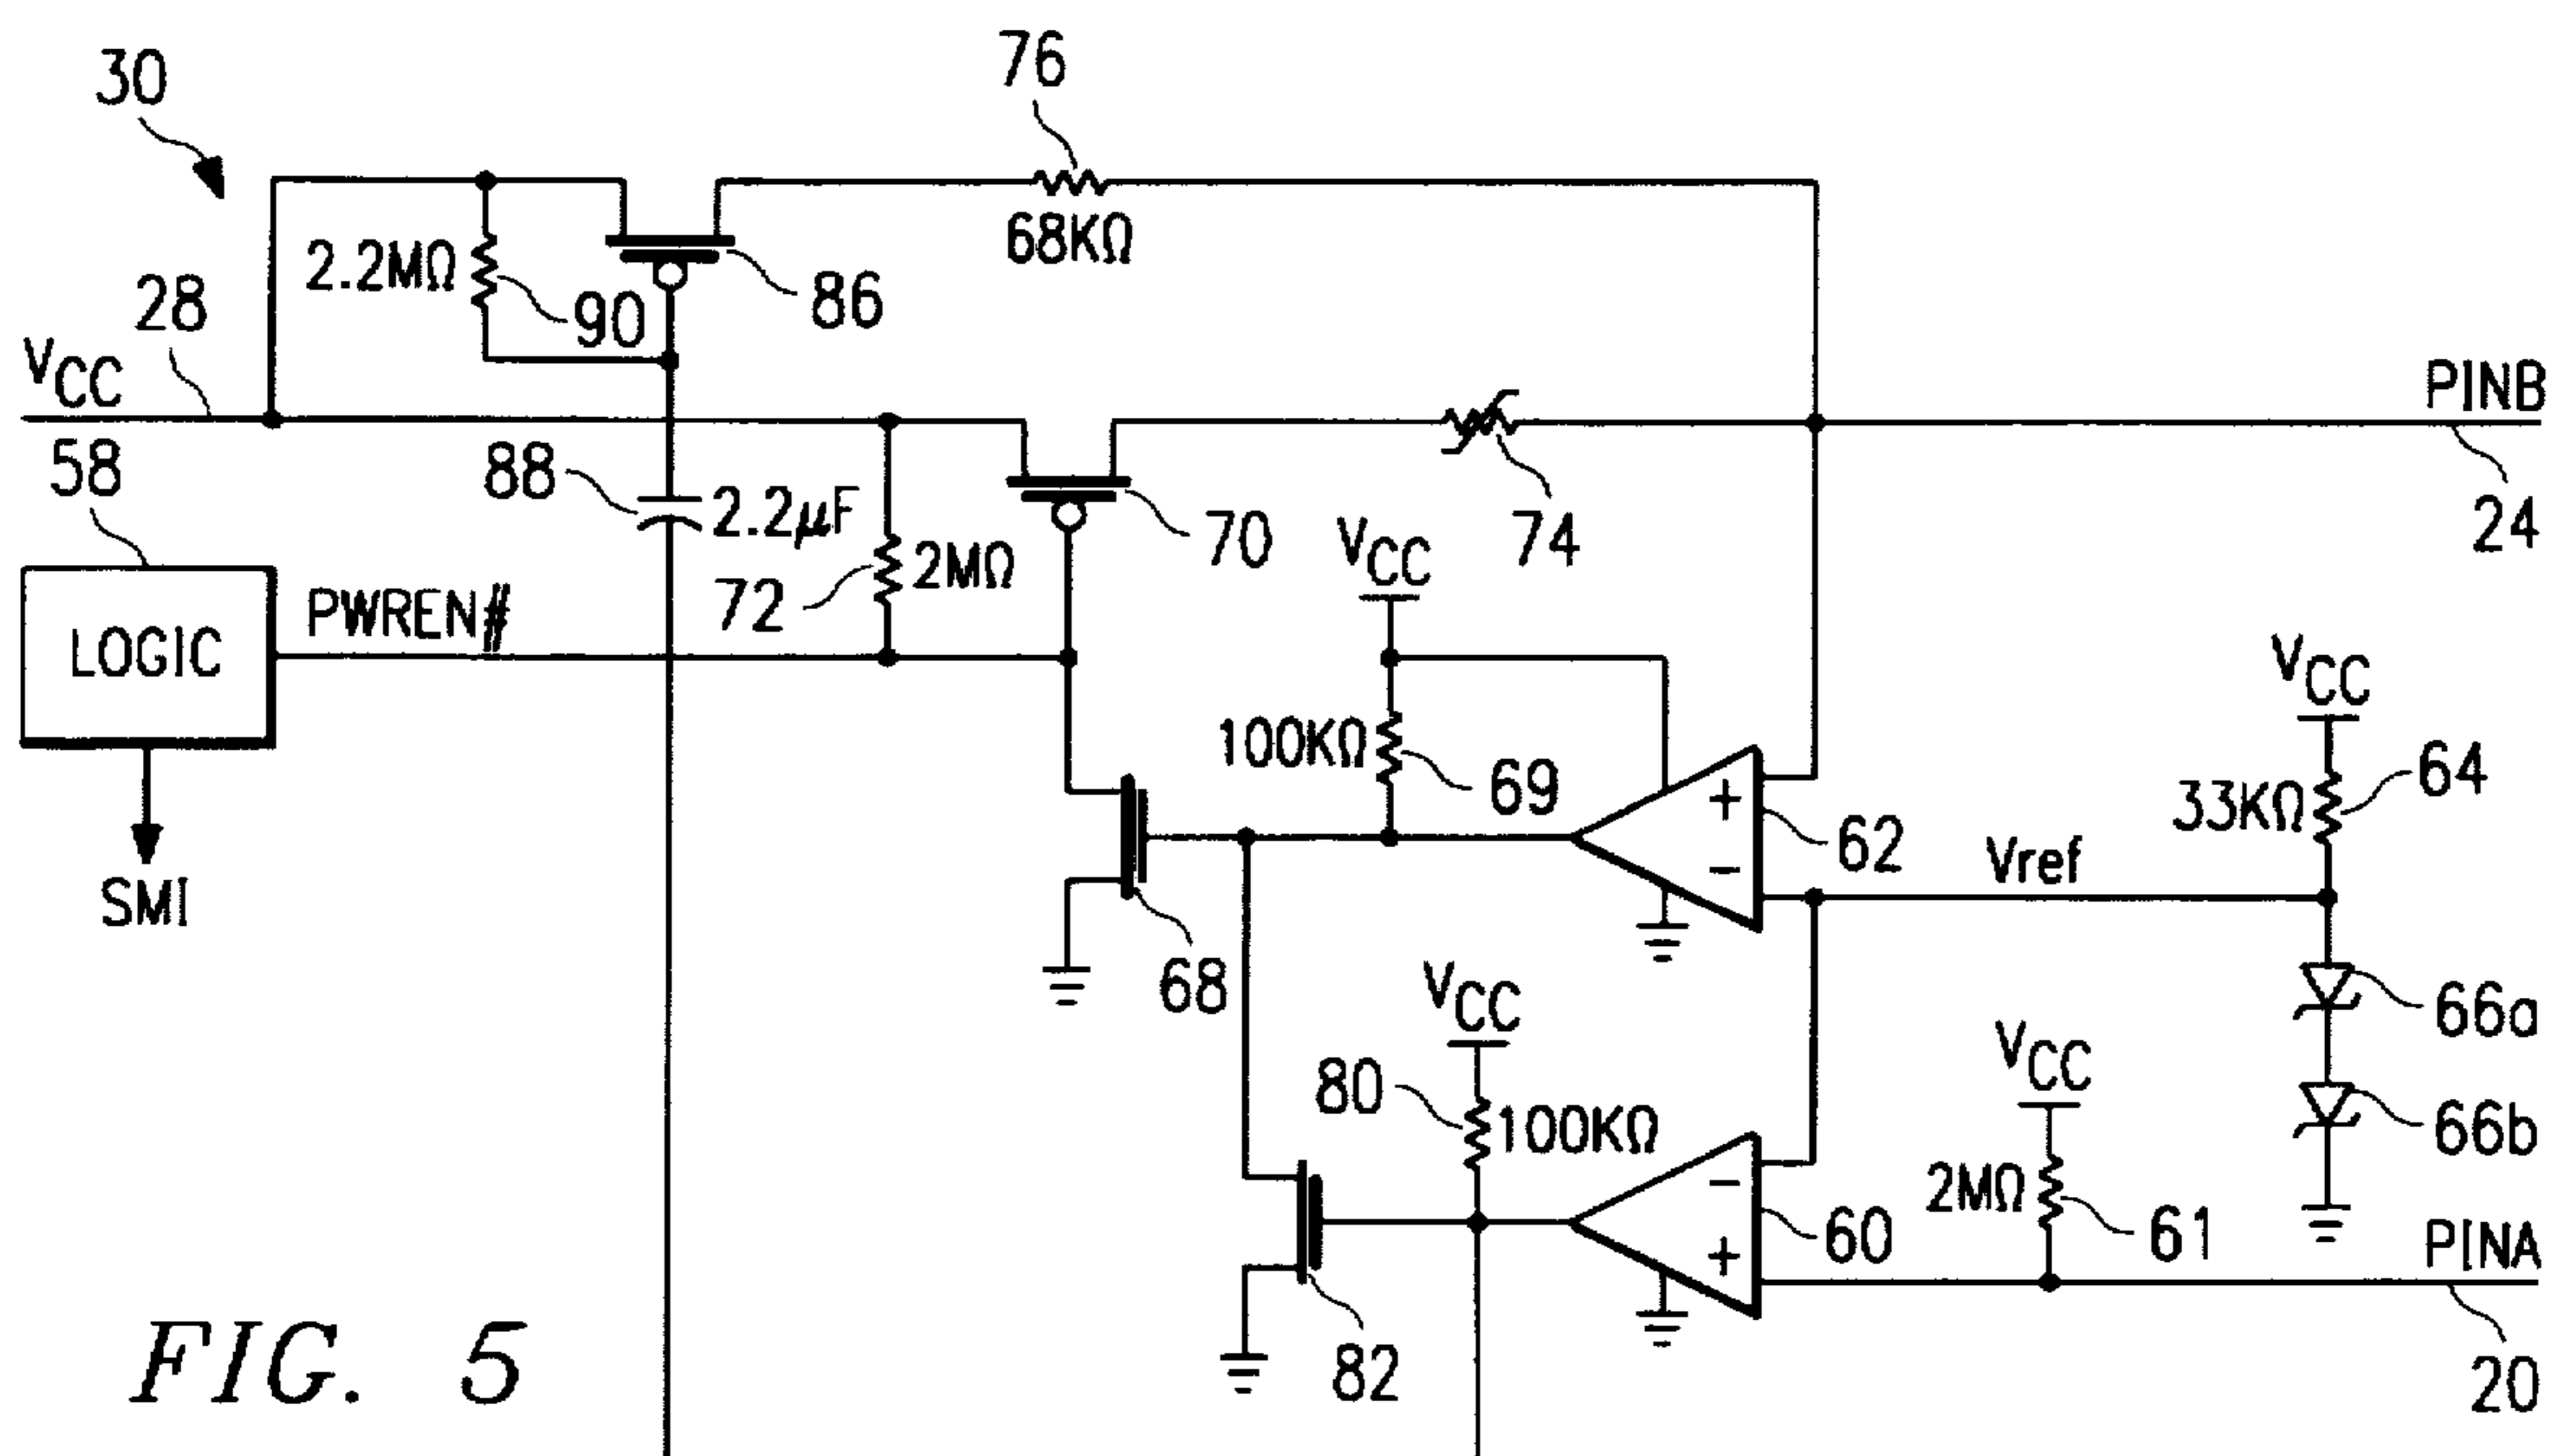 30
76
68KΩ
2.2MΩ
90
86
28
VCC
PINB
24
58
88
2.2μF
72
2MΩ
70
74
LOGIC
PWREN#
SMI
VCC
100KΩ
69
62
VCC
33KΩ
64
Vref
68
66a
66b
VCC
80
100KΩ
60
VCC
2MΩ
61
PINA
20
82
FIG. 5